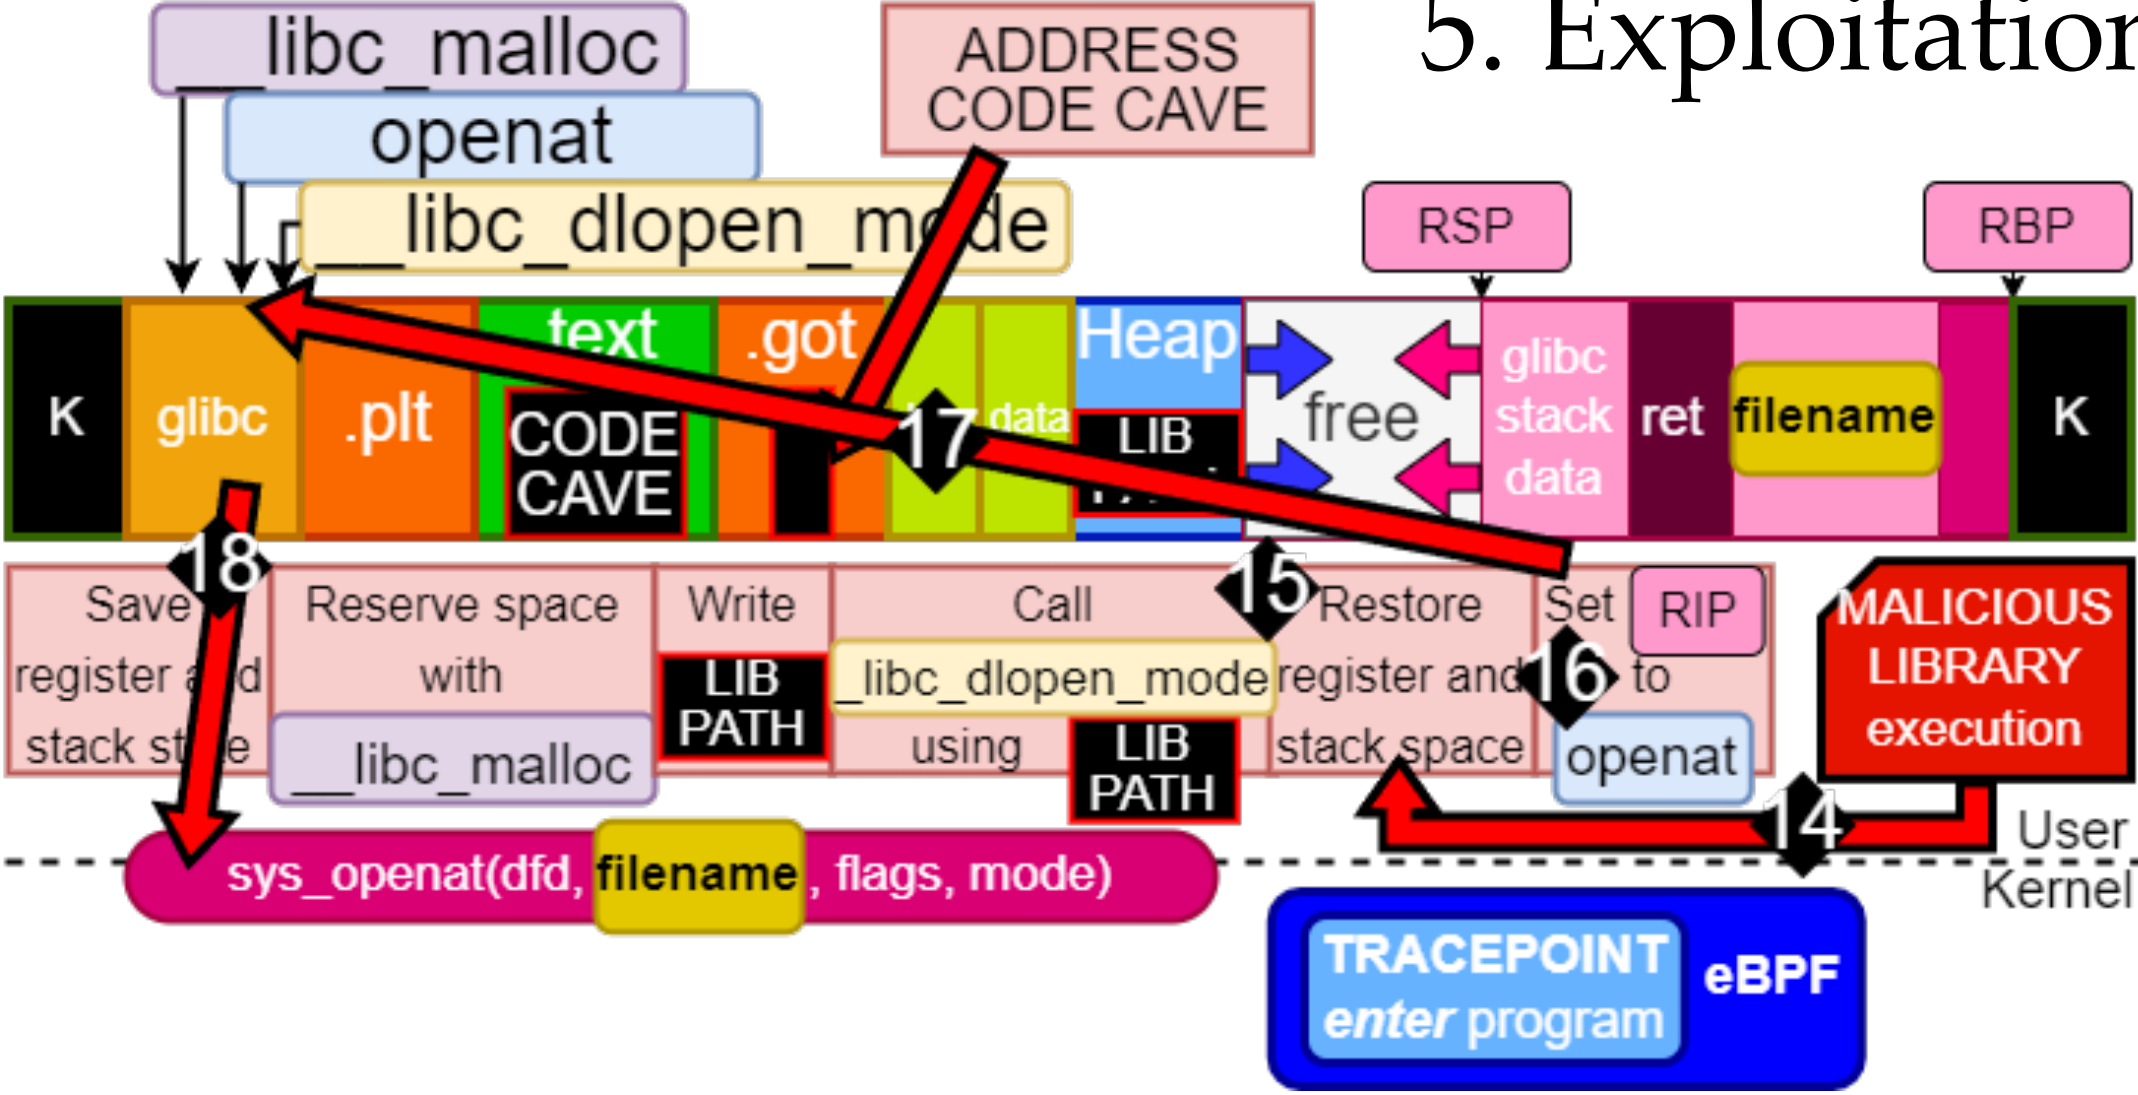 5. Exploitation
__libc_malloc
openat
__libc_dlopen_mode
ADDRESS
CODE CAVE
RSP
RBP
K
glibc
.plt
text
CODE
CAVE
.got
17
data
Heap
LIB
free
glibc
stack
data
ret
filename
K
18
Save
register and
stack state
Reserve space
with
__libc_malloc
Write
LIB
PATH
Call
_libc_dlopen_mode
using
LIB
PATH
15
Restore
register and
stack space
Set RIP
16
to
openat
MALICIOUS
LIBRARY
execution
14
User
Kernel
sys_openat(dfd, filename, flags, mode)
TRACEPOINT
enter program
eBPF